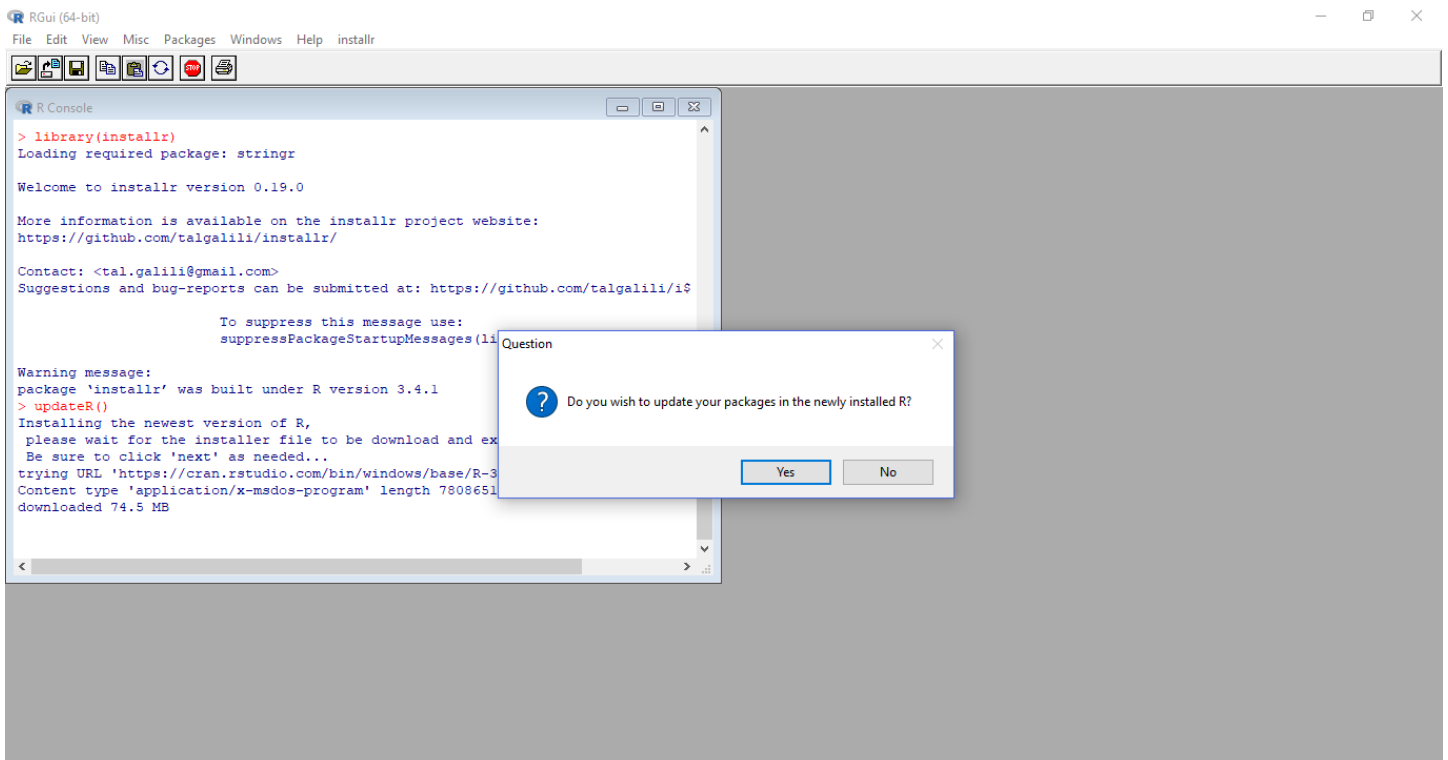 RGui (64-bit)
File Edit View Misc Packages Windows Help installr
STOP
R Console
> library(installr)
Loading required package: stringr
Welcome to installr version 0.19.0
More information is available on the installr project website:
https://github.com/talgalili/installr/
Contact: <tal.galili@gmail.com>
Suggestions and bug-reports can be submitted at: https://github.com/talgalili/i$
To suppress this message use:
suppressPackageStartupMessages(li
Warning message:
package ‘installr’ was built under R version 3.4.1
> updateR()
Installing the newest version of R,
please wait for the installer file to be download and ex
Be sure to click 'next' as needed...
trying URL 'https://cran.rstudio.com/bin/windows/base/R-3
Content type 'application/x-msdos-program' length 7808651
downloaded 74.5 MB
Question
Do you wish to update your packages in the newly installed R?
Yes No